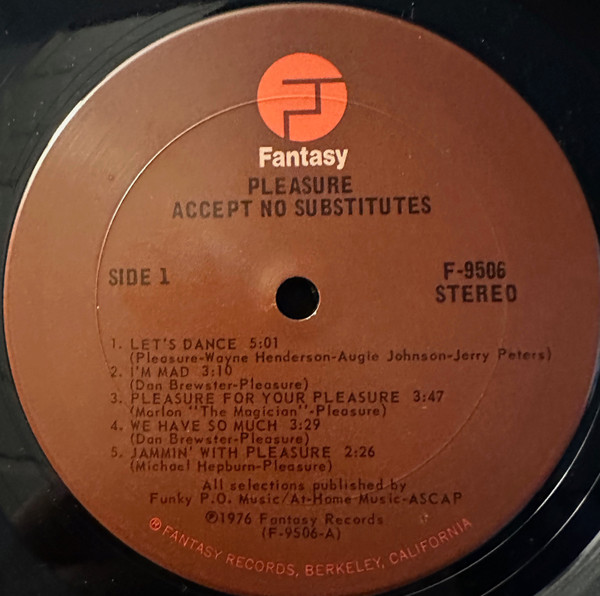 Fantasy
PLEASURE
ACCEPT NO SUBSTITUTES
SIDE 1
F-9506
STEREO
1. LET'S DANCE 5:01
(Pleasure-Wayne Henderson-Augie Johnson-Jerry Peters)
2. I'M MAD 3:10
(Dan Brewster-Pleasure)
3. PLEASURE FOR YOUR PLEASURE 3:47
(Marlon "The Magician"-Pleasure)
4. WE HAVE SO MUCH 3:29
(Dan Brewster-Pleasure)
5. JAMMIN' WITH PLEASURE 2:26
(Michael Hepburn-Pleasure)
All selections published by
Funky P.O. Music/At-Home Music-ASCAP
℗1976 Fantasy Records
(F-9506-A)
® FANTASY RECORDS, BERKELEY, CALIFORNIA